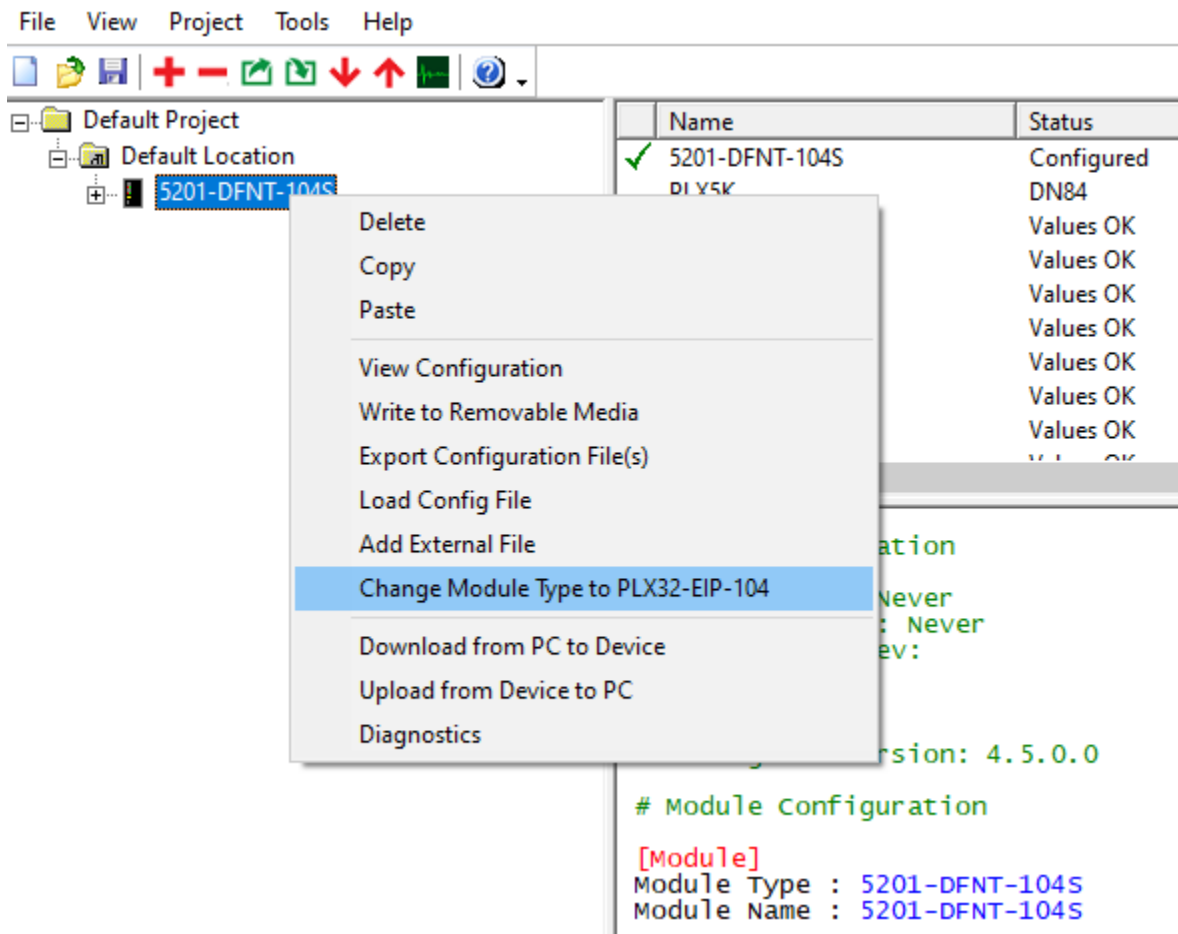 File View Project Tools Help
Default Project
Default Location
5201-DFNT-104S
Name Status
5201-DFNT-104S Configured
PLX5K DN84
Values OK
Values OK
Values OK
Values OK
Values OK
Values OK
Values OK
Delete
Copy
Paste
View Configuration
Write to Removable Media
Export Configuration File(s)
Load Config File
Add External File
Change Module Type to PLX32-EIP-104
Download from PC to Device
Upload from Device to PC
Diagnostics
ation
Never
: Never
ev:
rsion: 4.5.0.0
# Module Configuration
[Module]
Module Type : 5201-DFNT-104S
Module Name : 5201-DFNT-104S